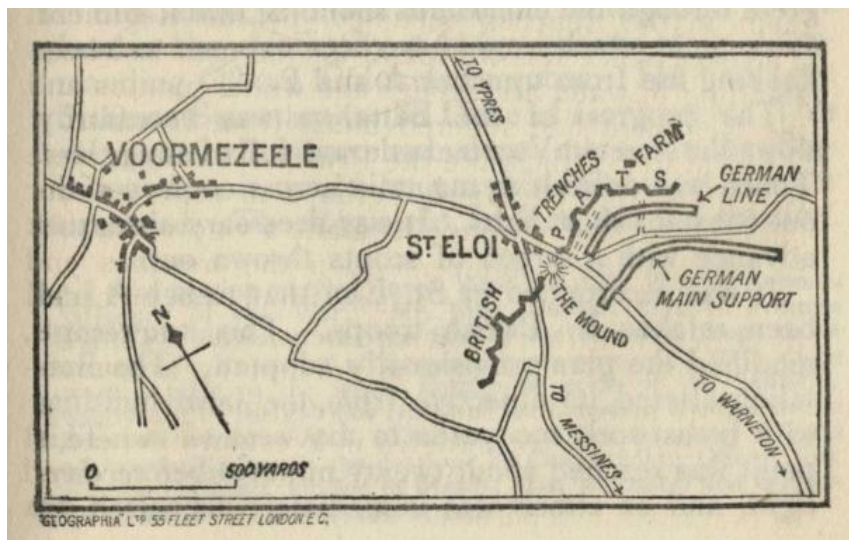 TO YPRES
VOORMEZEELE
TRENCHES
P. P. A. T. S.
FARM
GERMAN
LINE
ST ELOI
GERMAN
MAIN SUPPORT
THE MOUND
BRITISH
N
TO MESSINES
TO WARNETON
0 500 YARDS
"GEOGRAPHIA" LTD 55 FLEET STREET LONDON E.C.